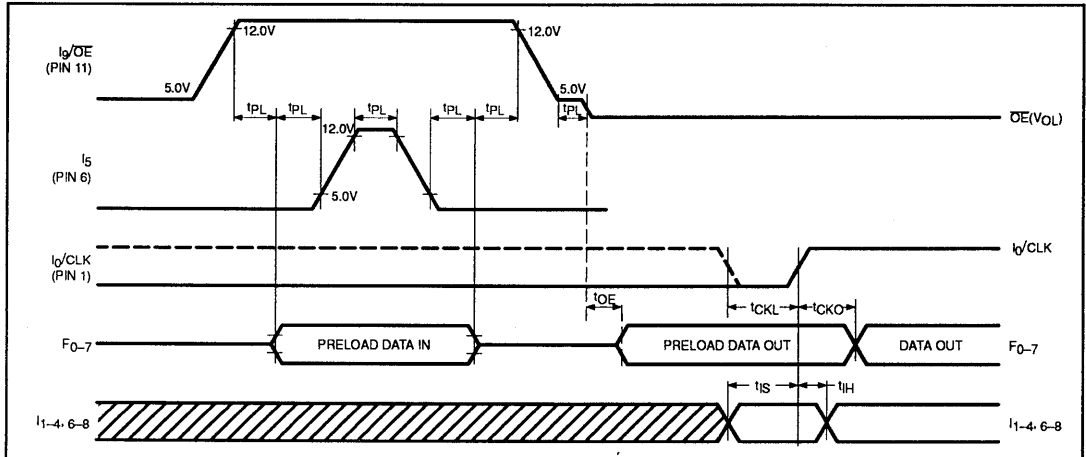 I9/OE
(PIN 11)
5.0V
12.0V
12.0V
5.0V
OE(VOL)
tPL
tPL
tPL
tPL
tPL
tPL
I5
(PIN 6)
12.0V
5.0V
I0/CLK
(PIN 1)
I0/CLK
tOE
tCKL
tCKO
F0–7
PRELOAD DATA IN
PRELOAD DATA OUT
DATA OUT
F0–7
tIS
tIH
I1–4, 6–8
I1–4, 6–8